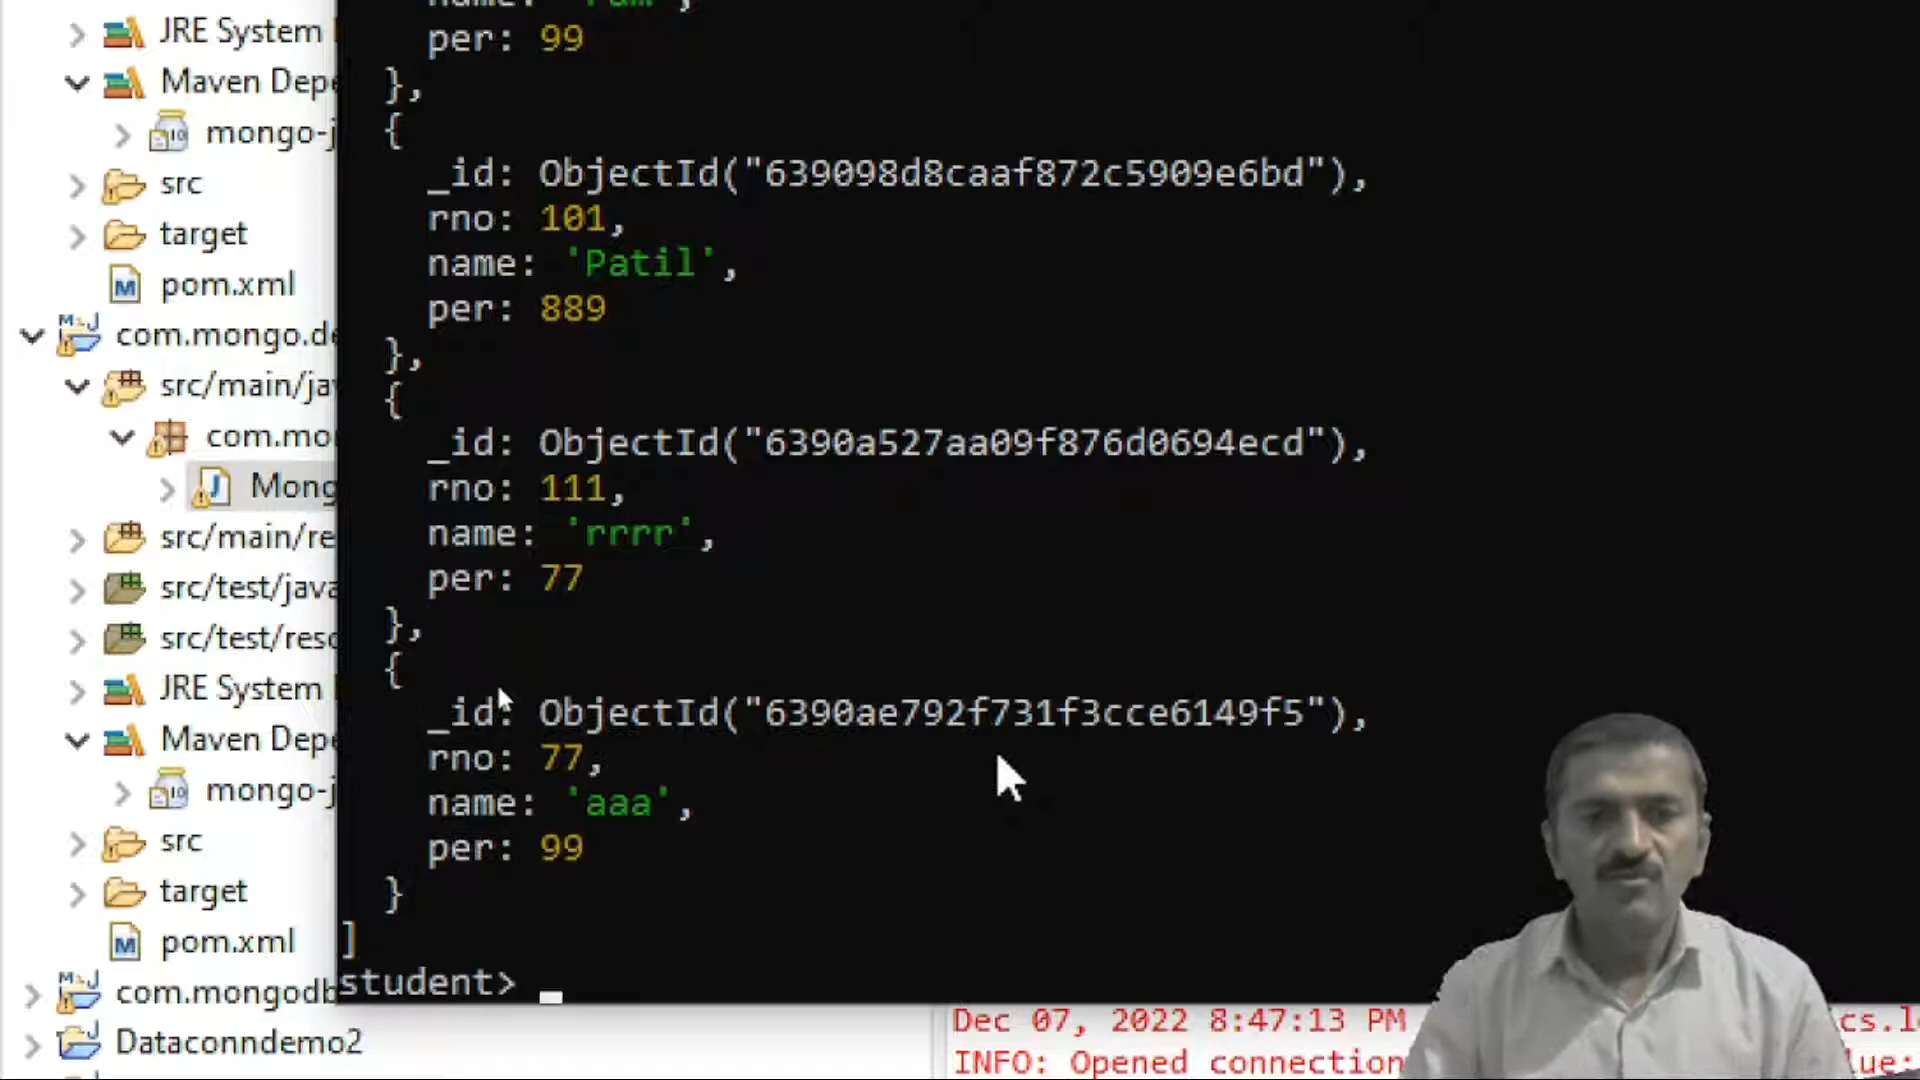 JRE System
Maven Depe
mongo-j
src
target
pom.xml
com.mongo.de
src/main/jav
com.mon
Mong
src/main/re
src/test/java
src/test/reso
JRE System
Maven Depe
mongo-j
src
target
pom.xml
com.mongodb
Dataconndemo2
per: 99
},
{
_id: ObjectId("639098d8caaf872c5909e6bd"),
rno: 101,
name: 'Patil',
per: 889
},
{
_id: ObjectId("6390a527aa09f876d0694ecd"),
rno: 111,
name: 'rrrr',
per: 77
},
{
_id: ObjectId("6390ae792f731f3cce6149f5"),
rno: 77,
name: 'aaa',
per: 99
}
]
student>
Dec 07, 2022 8:47:13 PM cs.l
INFO: Opened connection lue: